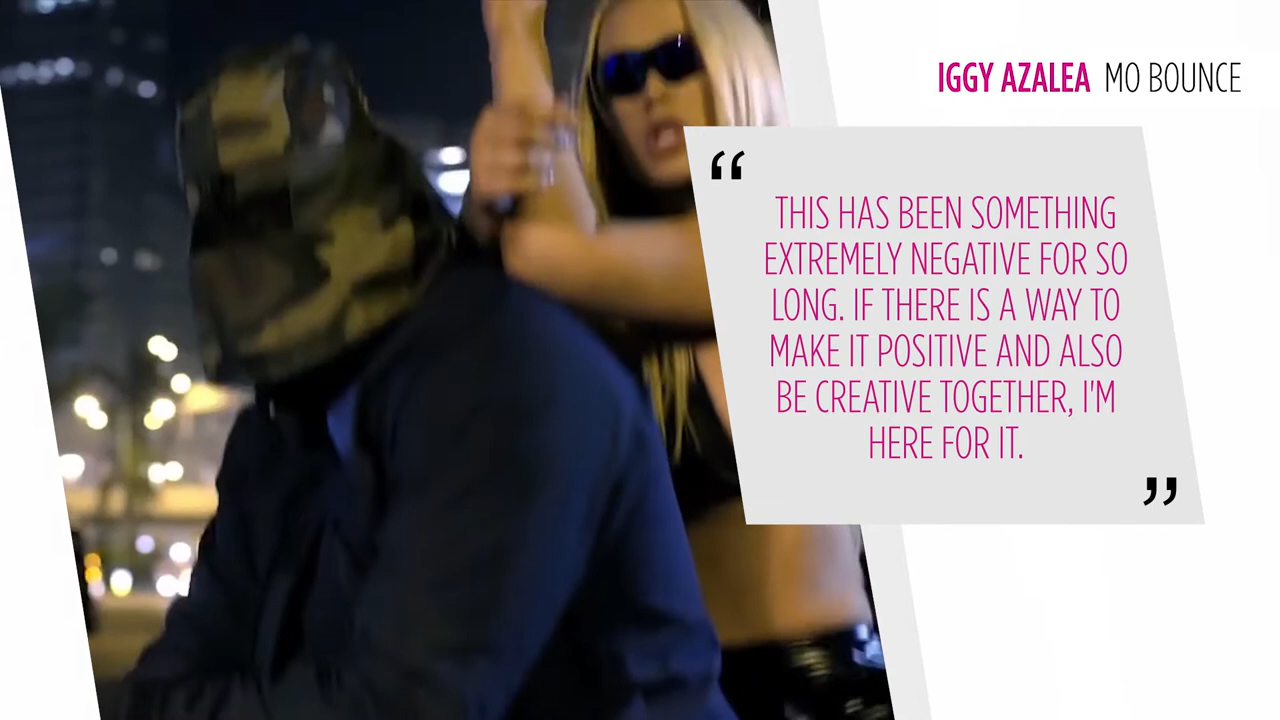 IGGY AZALEA MO BOUNCE
“
THIS HAS BEEN SOMETHING
EXTREMELY NEGATIVE FOR SO
LONG. IF THERE IS A WAY TO
MAKE IT POSITIVE AND ALSO
BE CREATIVE TOGETHER, I'M
HERE FOR IT.
”